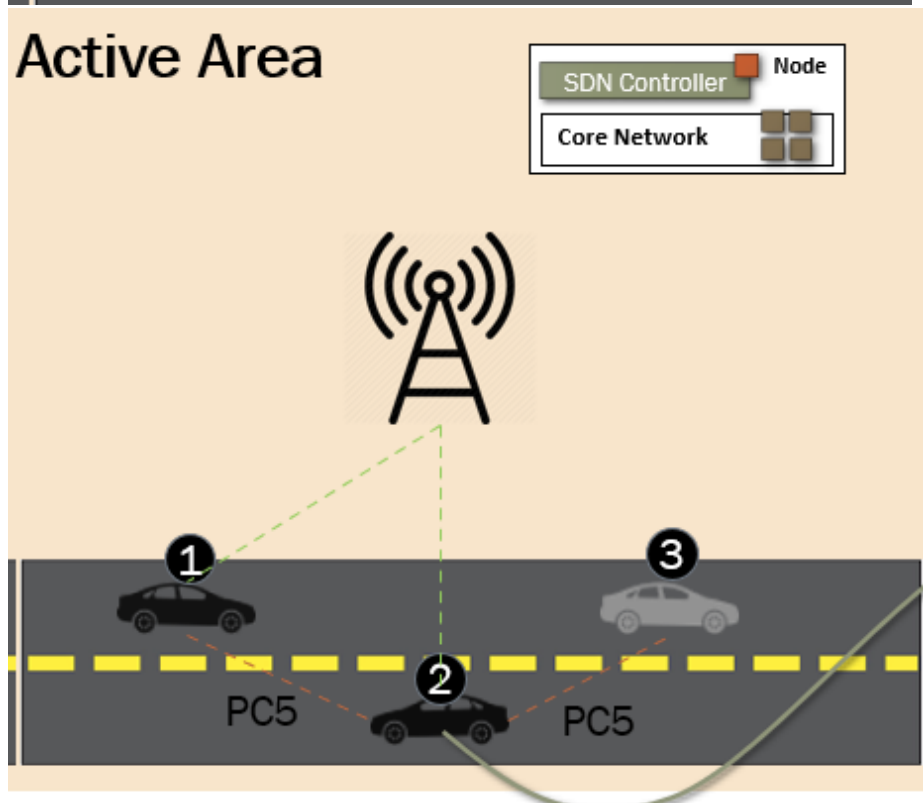 Active Area
Node
SDN Controller
Core Network
1
3
2
PC5
PC5